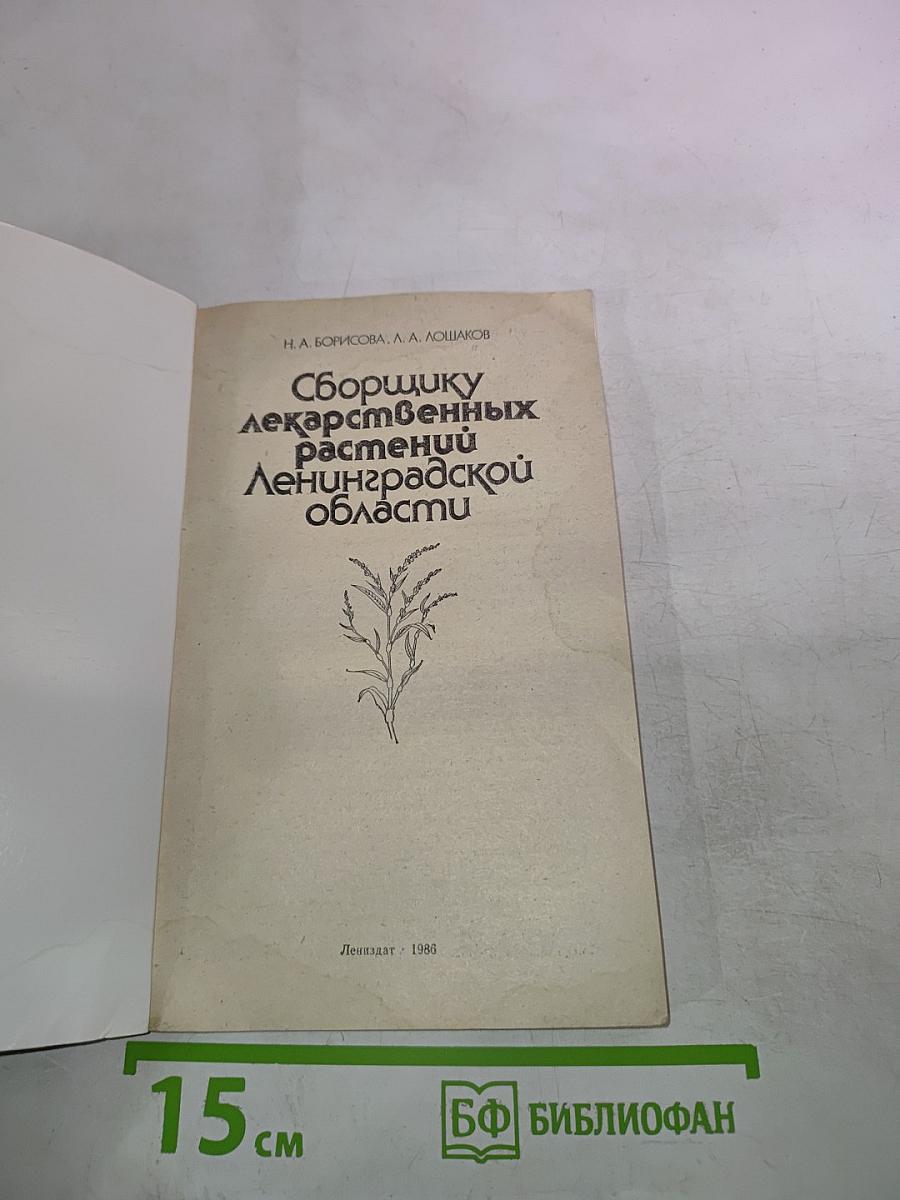 Н. А. БОРИСОВА, Л. А. ЛОШАКОВ
Сборщику
лекарственных
растений
Ленинградской
области
Лениздат · 1986
15 см
БФ БИБЛИОФАН